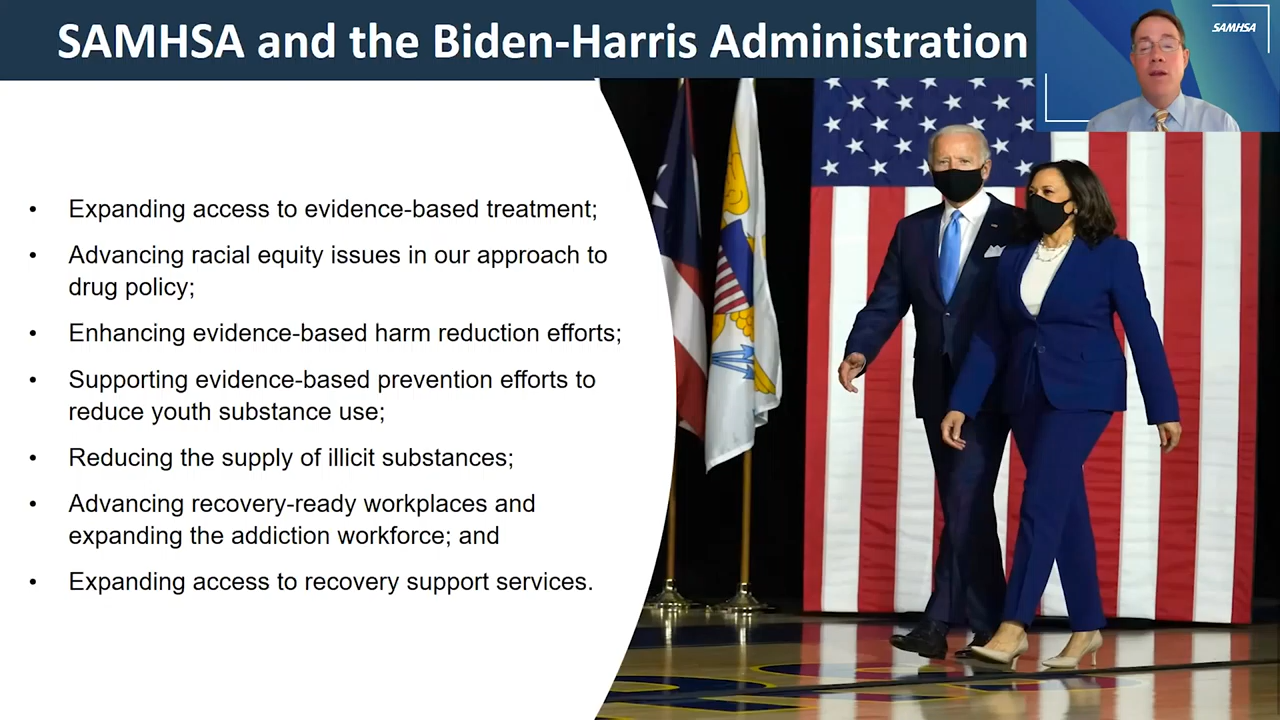 SAMHSA and the Biden-Harris Administration
SAMHSA
• Expanding access to evidence-based treatment;
• Advancing racial equity issues in our approach to
drug policy;
• Enhancing evidence-based harm reduction efforts;
• Supporting evidence-based prevention efforts to
reduce youth substance use;
• Reducing the supply of illicit substances;
• Advancing recovery-ready workplaces and
expanding the addiction workforce; and
• Expanding access to recovery support services.